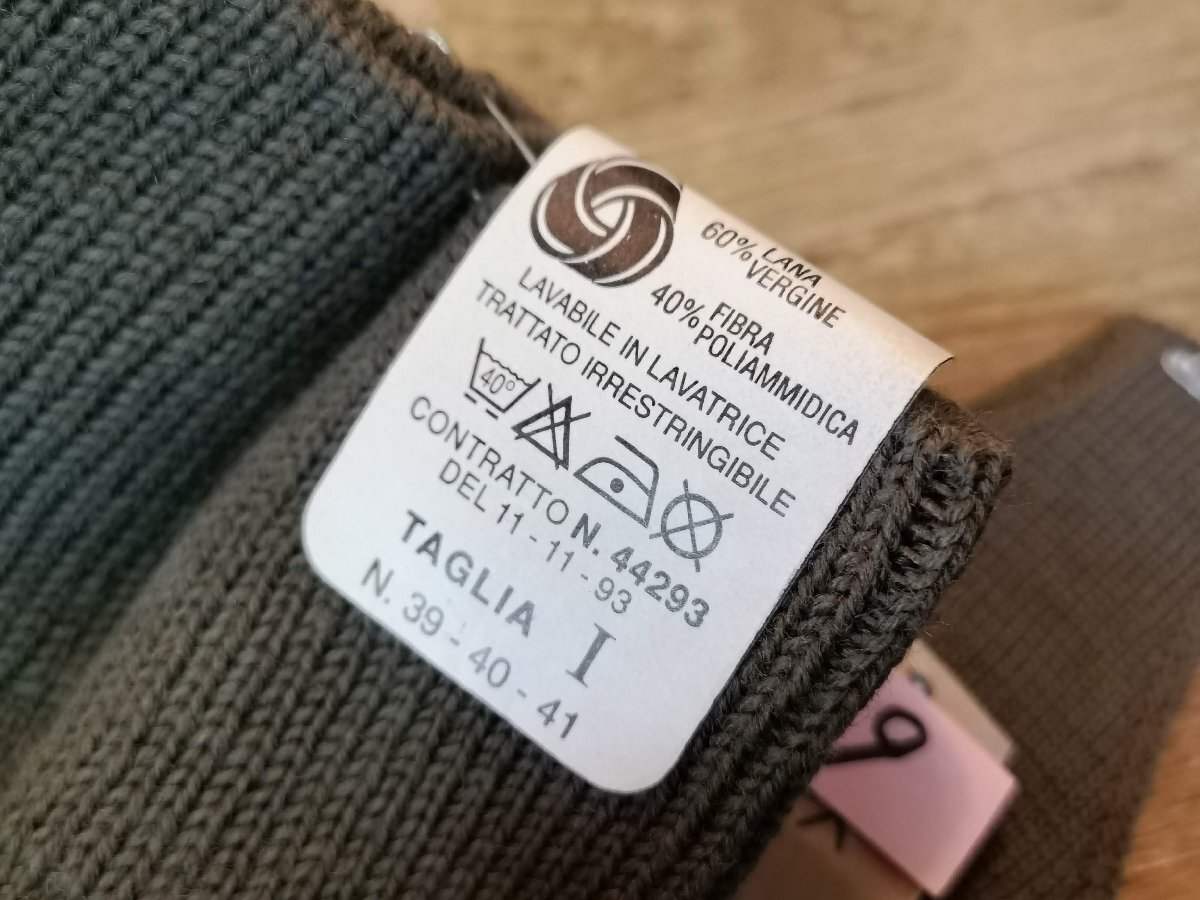 60% LANA
VERGINE
40% FIBRA
POLIAMMIDICA
LAVABILE IN LAVATRICE
TRATTATO IRRESTRINGIBILE
40°
CONTRATTO N. 44293
DEL 11 - 11 - 93
TAGLIA I
N. 39 - 40 - 41
9